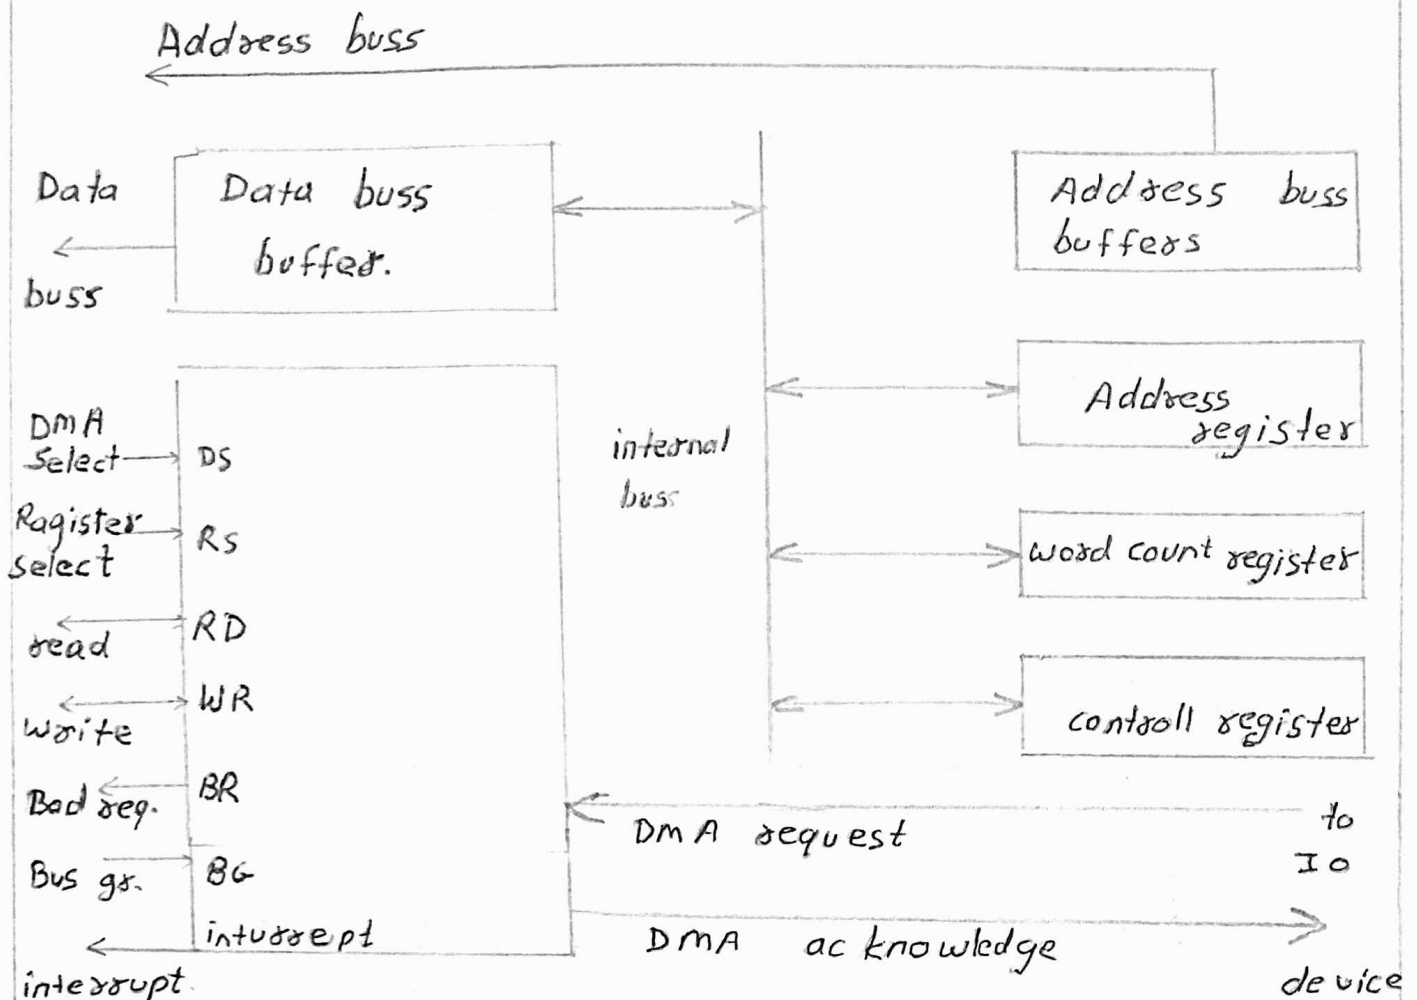 Address buss
Data
buss
Data buss
buffer.
Address buss
buffers
Address
register
word count register
controll register
internal
bus
DMA
Select
DS
Ragister
select
RS
read
RD
Write
WR
Bad req.
BR
Bus gr.
BG
inturrept
interrupt.
DMA request
to
IO
DMA acknowledge
device